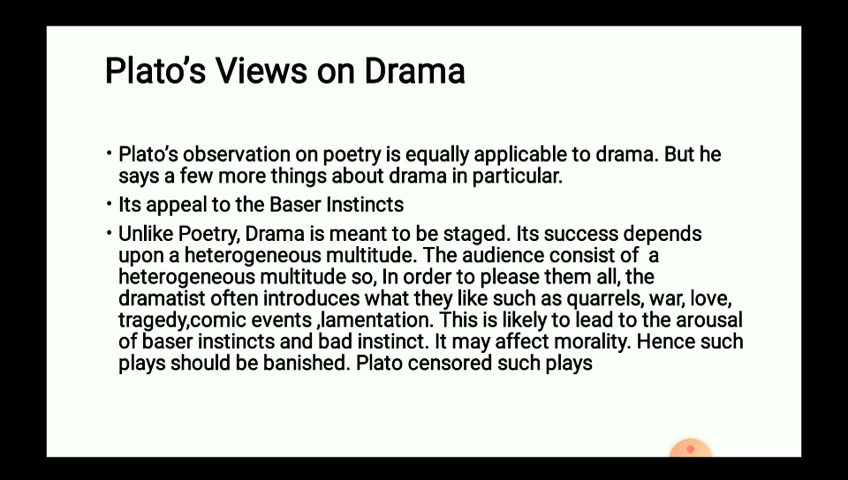 Plato's Views on Drama
• Plato's observation on poetry is equally applicable to drama. But he
says a few more things about drama in particular.
• Its appeal to the Baser Instincts
• Unlike Poetry, Drama is meant to be staged. Its success depends
upon a heterogeneous multitude. The audience consist of a
heterogeneous multitude so, In order to please them all, the
dramatist often introduces what they like such as quarrels, war, love,
tragedy,comic events ,lamentation. This is likely to lead to the arousal
of baser instincts and bad instinct. It may affect morality. Hence such
plays should be banished. Plato censored such plays